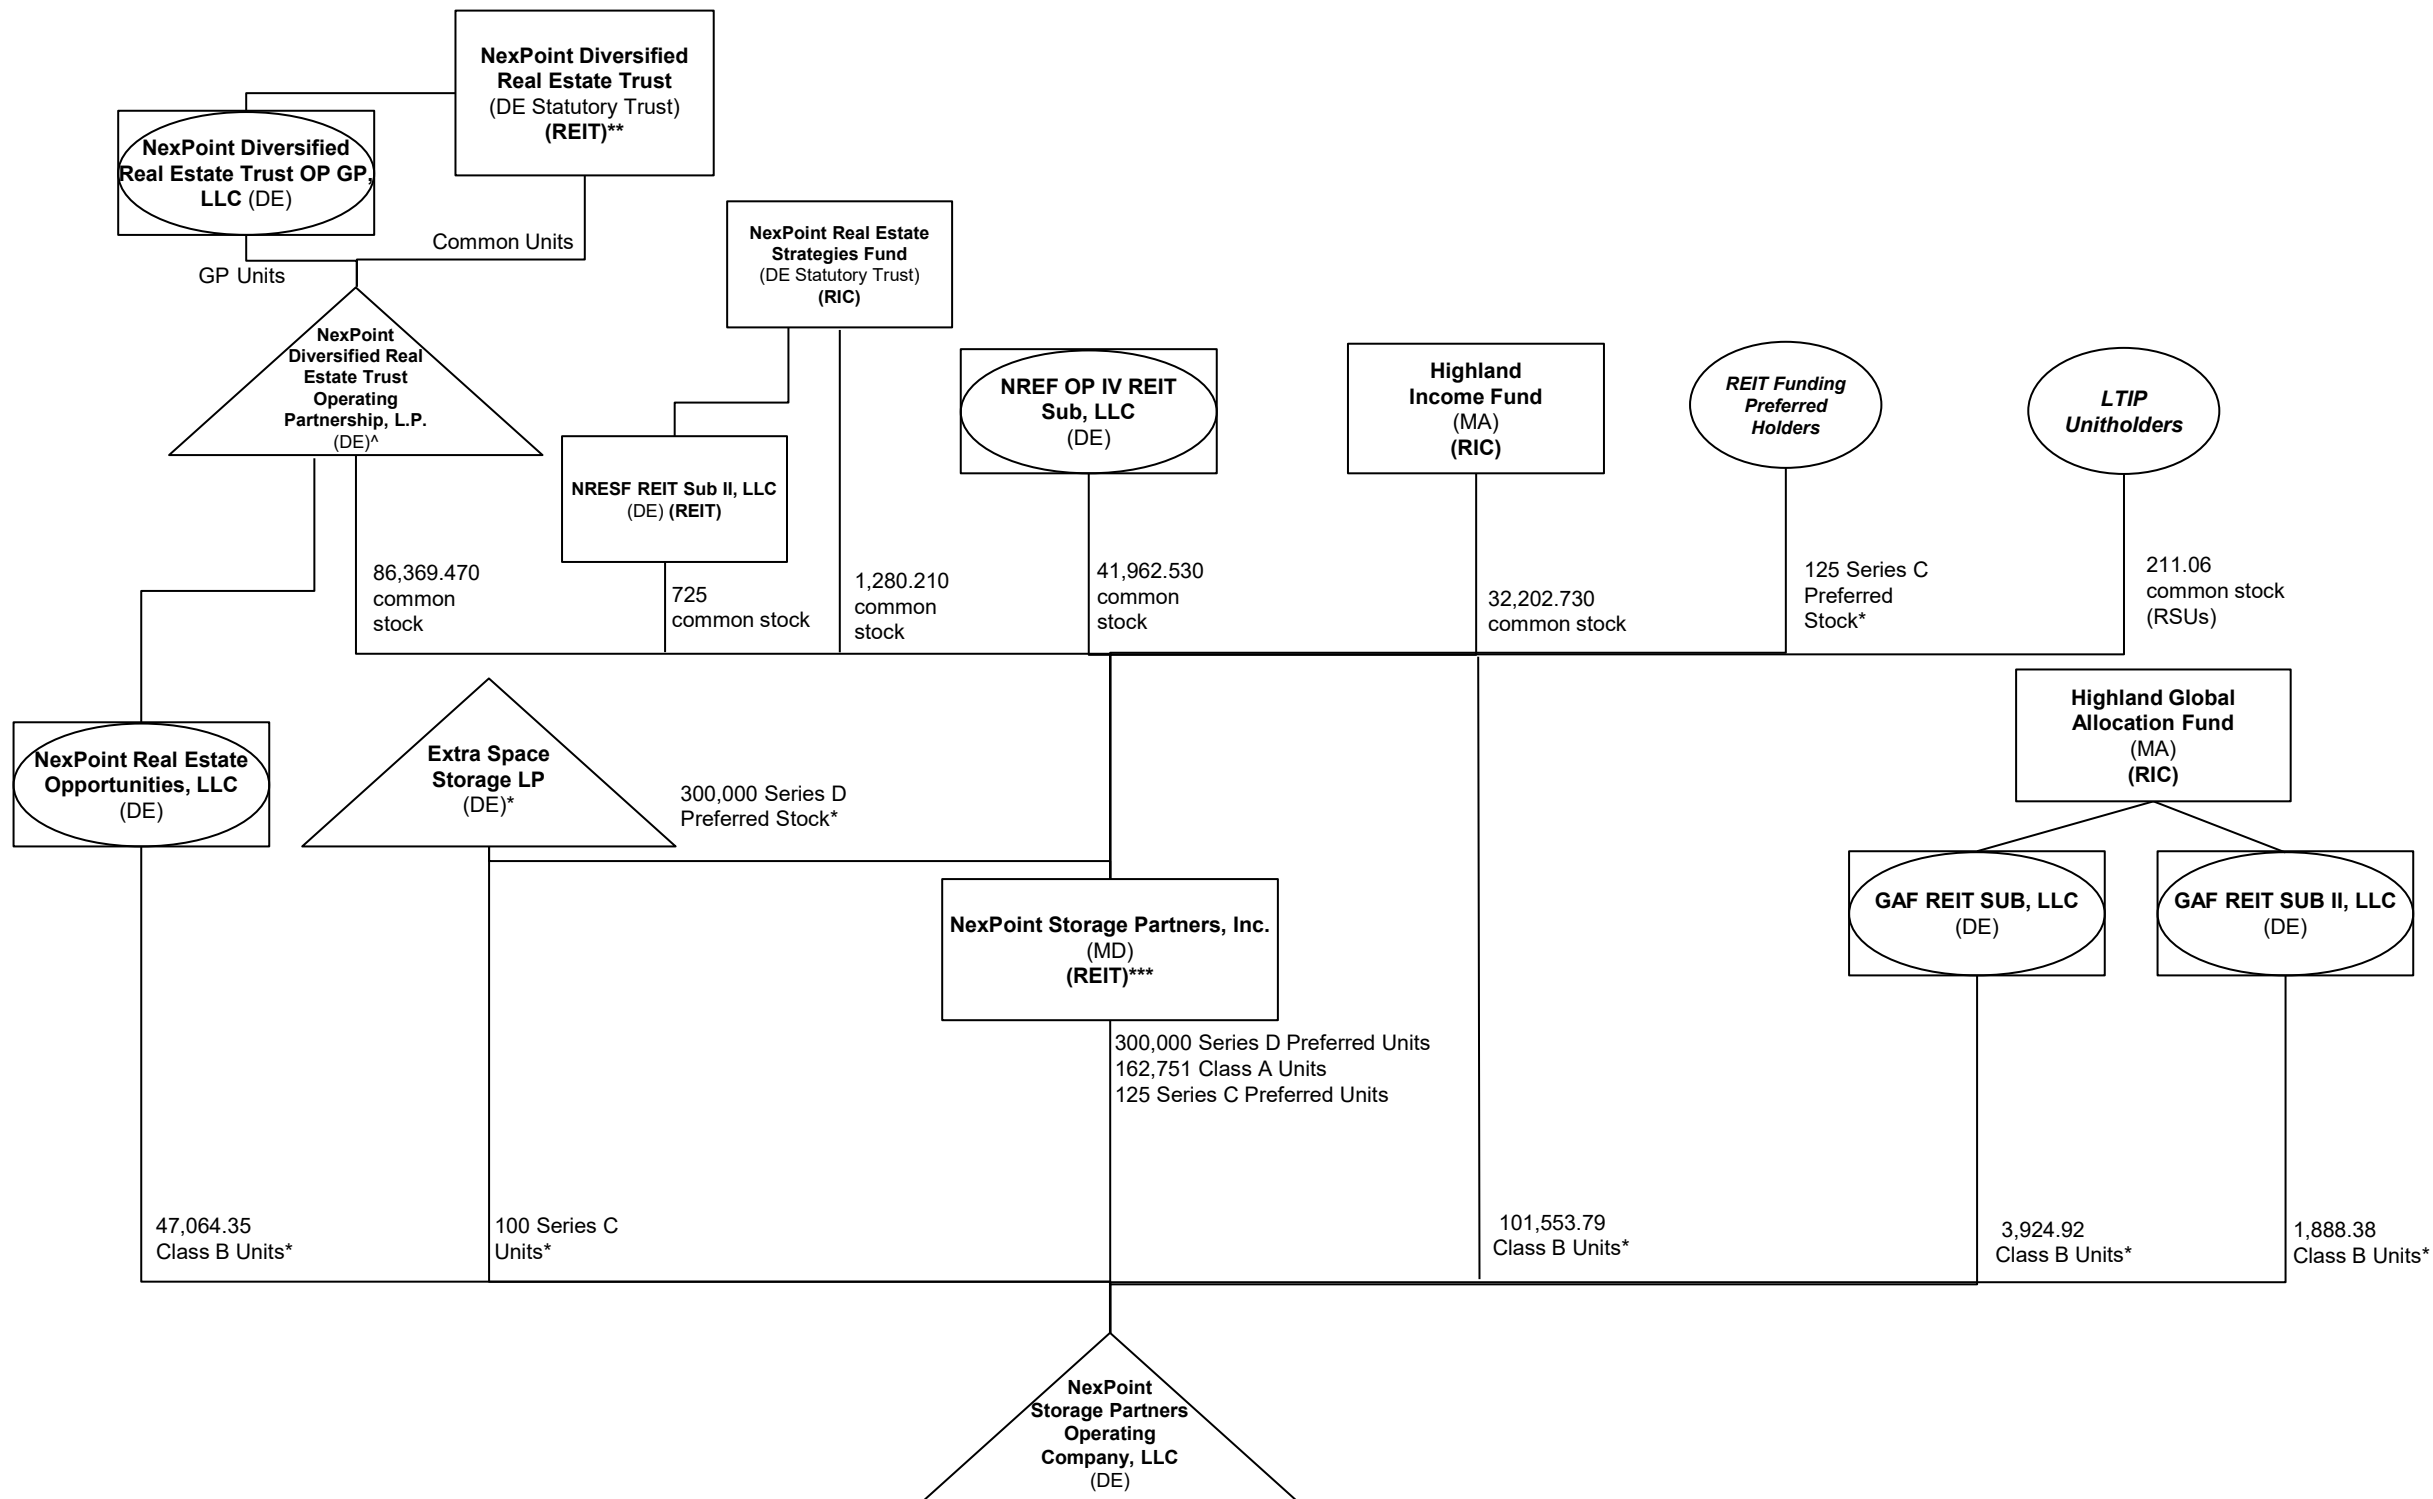 NexPoint Diversified
Real Estate Trust
(DE Statutory Trust)
(REIT)**
NexPoint Diversified
Real Estate Trust OP GP,
LLC (DE)
Common Units
GP Units
NexPoint Real Estate
Strategies Fund
(DE Statutory Trust)
(RIC)
NexPoint
Diversified Real
Estate Trust
Operating
Partnership, L.P.
(DE)^
NREF OP IV REIT
Sub, LLC
(DE)
Highland
Income Fund
(MA)
(RIC)
REIT Funding
Preferred
Holders
LTIP
Unitholders
NRESF REIT Sub II, LLC
(DE) (REIT)
86,369.470
common
stock
725
common stock
1,280.210
common
stock
41,962.530
common
stock
32,202.730
common stock
125 Series C
Preferred
Stock*
211.06
common stock
(RSUs)
NexPoint Real Estate
Opportunities, LLC
(DE)
Extra Space
Storage LP
(DE)*
300,000 Series D
Preferred Stock*
Highland Global
Allocation Fund
(MA)
(RIC)
NexPoint Storage Partners, Inc.
(MD)
(REIT)***
GAF REIT SUB, LLC
(DE)
GAF REIT SUB II, LLC
(DE)
300,000 Series D Preferred Units
162,751 Class A Units
125 Series C Preferred Units
47,064.35
Class B Units*
100 Series C
Units*
101,553.79
Class B Units*
3,924.92
Class B Units*
1,888.38
Class B Units*
NexPoint
Storage Partners
Operating
Company, LLC
(DE)